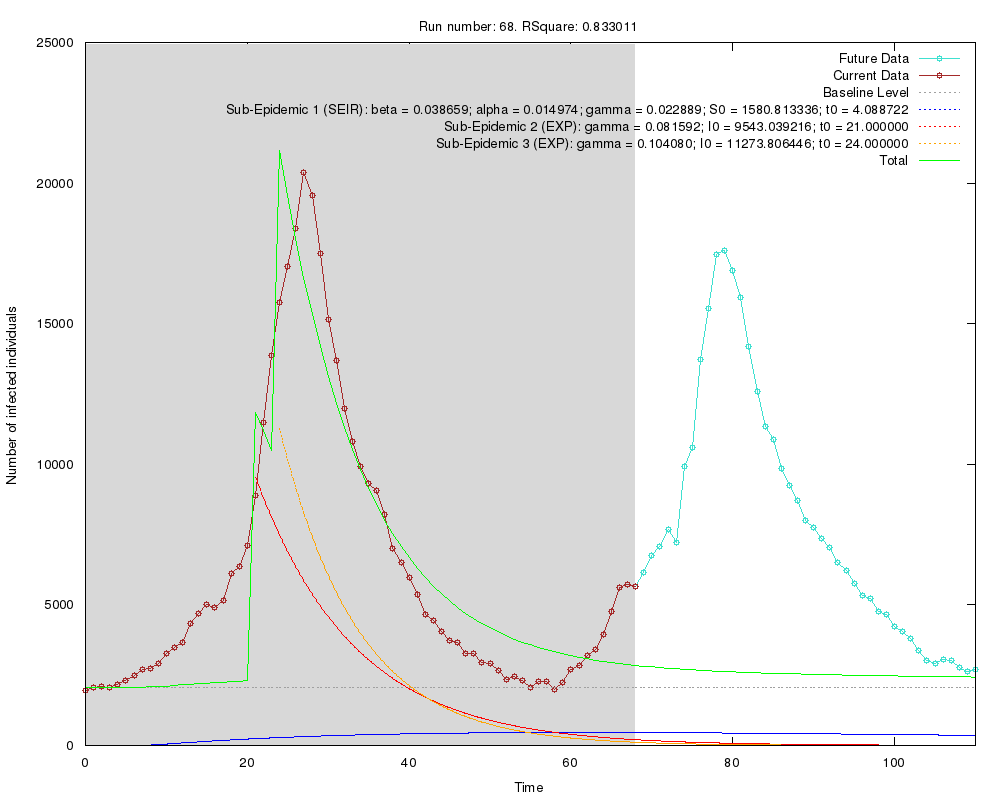 Run number: 68. RSquare: 0.833011
25000
20000
15000
10000
5000
0
Number of infected individuals
Future Data
Current Data
Baseline Level
Sub-Epidemic 1 (SEIR): beta = 0.038659; alpha = 0.014974; gamma = 0.022889; S0 = 1580.813336; t0 = 4.088722
Sub-Epidemic 2 (EXP): gamma = 0.081592; I0 = 9543.039216; t0 = 21.000000
Sub-Epidemic 3 (EXP): gamma = 0.104080; I0 = 11273.806446; t0 = 24.000000
Total
0 20 40 60 80 100
Time